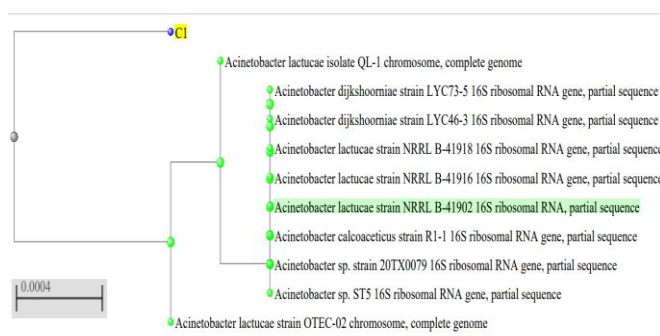 C1
Acinetobacter lactucae isolate QL-1 chromosome, complete genome
Acinetobacter dijkshoorniae strain LYC73-5 16S ribosomal RNA gene, partial sequence
Acinetobacter dijkshoorniae strain LYC46-3 16S ribosomal RNA gene, partial sequence
Acinetobacter lactucae strain NRRL B-41918 16S ribosomal RNA gene, partial sequence
Acinetobacter lactucae strain NRRL B-41916 16S ribosomal RNA gene, partial sequence
Acinetobacter lactucae strain NRRL B-41902 16S ribosomal RNA, partial sequence
Acinetobacter calcoaceticus strain R1-1 16S ribosomal RNA gene, partial sequence
Acinetobacter sp. strain 20TX0079 16S ribosomal RNA gene, partial sequence
Acinetobacter sp. ST5 16S ribosomal RNA gene, partial sequence
0.0004
Acinetobacter lactucae strain OTEC-02 chromosome, complete genome